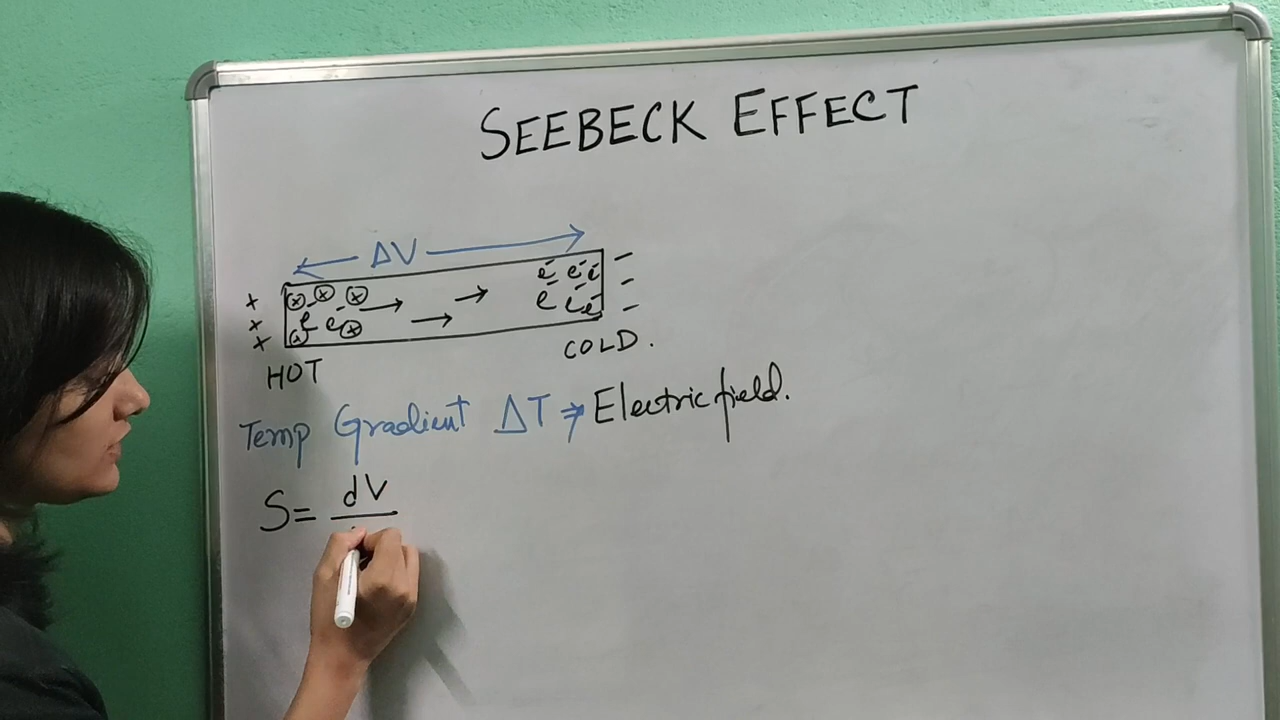 SEEBECK EFFECT
ΔV
+ e⁻ e⁻ e⁻ −
+ e⁻ e⁻ e⁻ e⁻ e⁻ −
+ −
HOT COLD.
Temp Gradient ΔT ⇒ Electric field.
S = dV